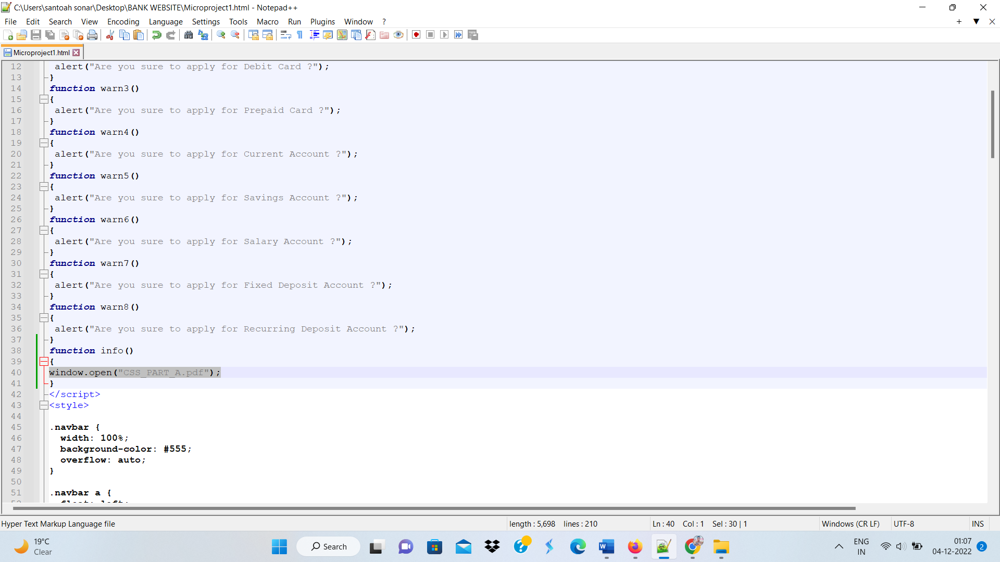 C:\Users\santoah sonar\Desktop\BANK WEBSITE\Microproject1.html - Notepad++
File Edit Search View Encoding Language Settings Tools Macro Run Plugins Window ?
Microproject1.html
12 alert("Are you sure to apply for Debit Card ?");
13 }
14 function warn3()
15 {
16 alert("Are you sure to apply for Prepaid Card ?");
17 }
18 function warn4()
19 {
20 alert("Are you sure to apply for Current Account ?");
21 }
22 function warn5()
23 {
24 alert("Are you sure to apply for Savings Account ?");
25 }
26 function warn6()
27 {
28 alert("Are you sure to apply for Salary Account ?");
29 }
30 function warn7()
31 {
32 alert("Are you sure to apply for Fixed Deposit Account ?");
33 }
34 function warn8()
35 {
36 alert("Are you sure to apply for Recurring Deposit Account ?");
37 }
38 function info()
39 {
40 window.open("CSS_PART_A.pdf");
41 }
42 </script>
43 <style>
44
45 .navbar {
46 width: 100%;
47 background-color: #555;
48 overflow: auto;
49 }
50
51 .navbar a {
Hyper Text Markup Language file length : 5,698 lines : 210 Ln : 40 Col : 1 Sel : 30 | 1 Windows (CR LF) UTF-8 INS
19°C
Clear
Search
ENG
IN
01:07
04-12-2022
2